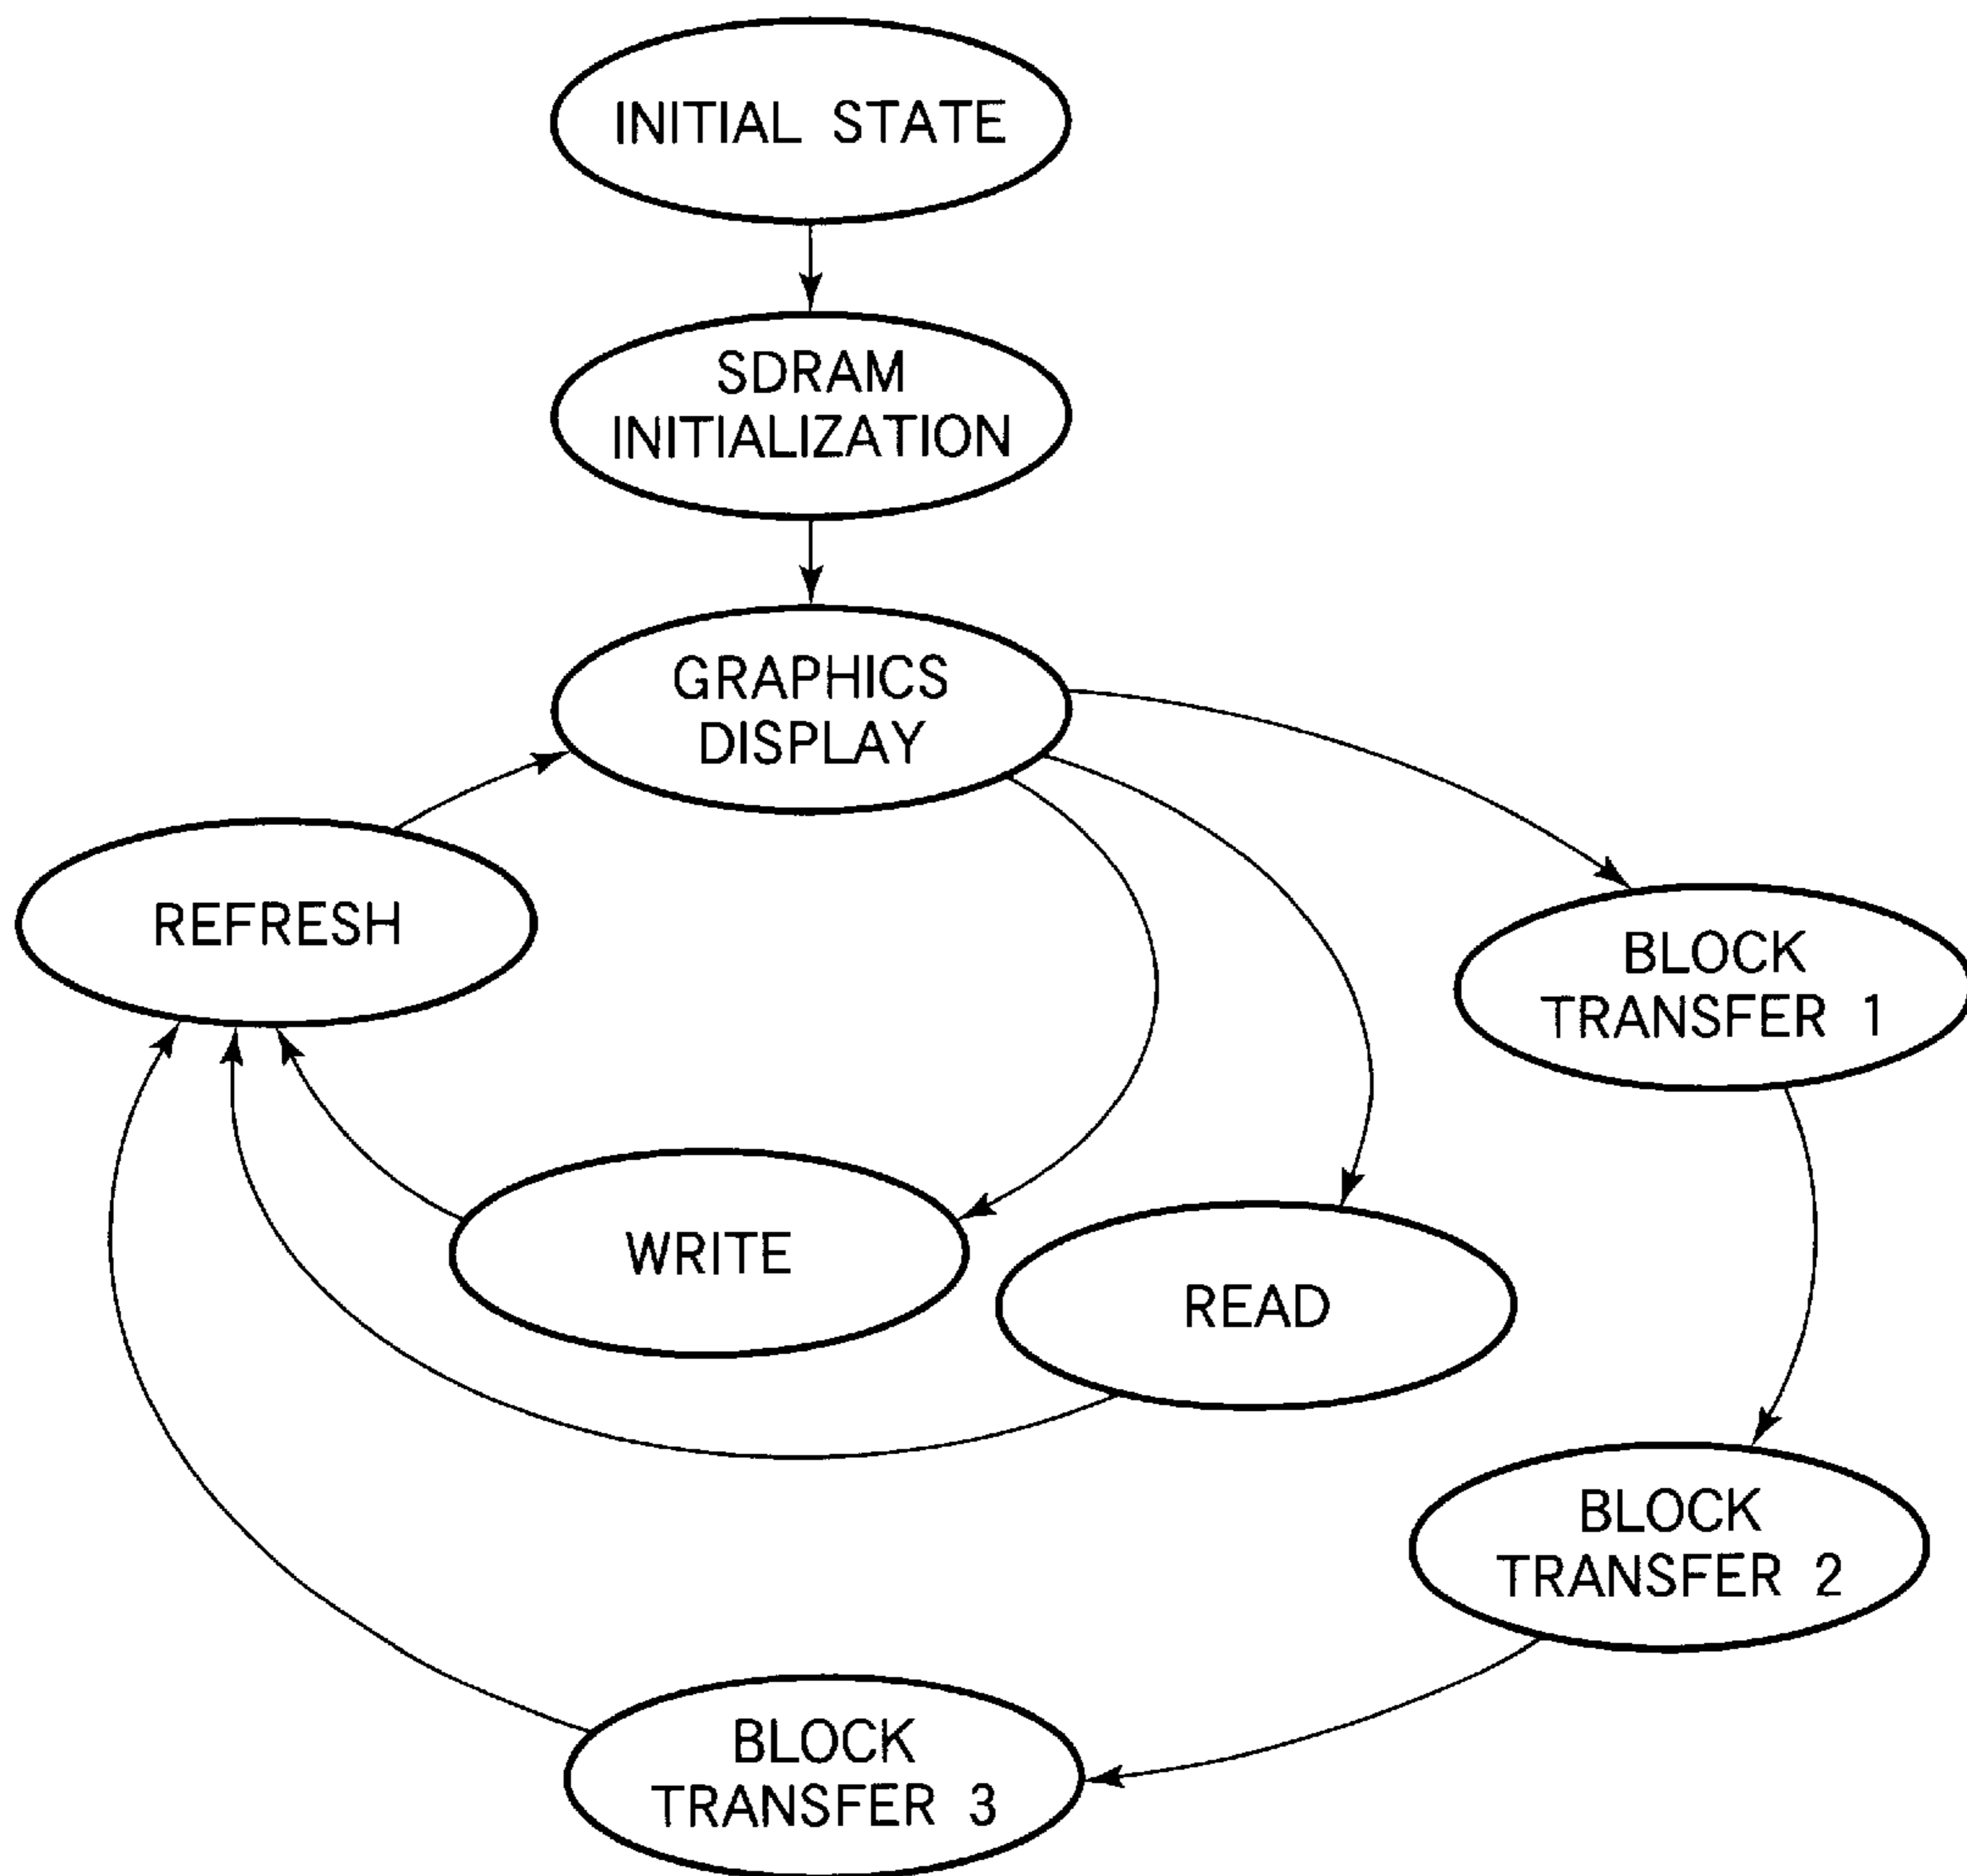 INITIAL STATE
SDRAM
INITIALIZATION
GRAPHICS
DISPLAY
REFRESH
BLOCK
TRANSFER 1
WRITE
READ
BLOCK
TRANSFER 2
BLOCK
TRANSFER 3